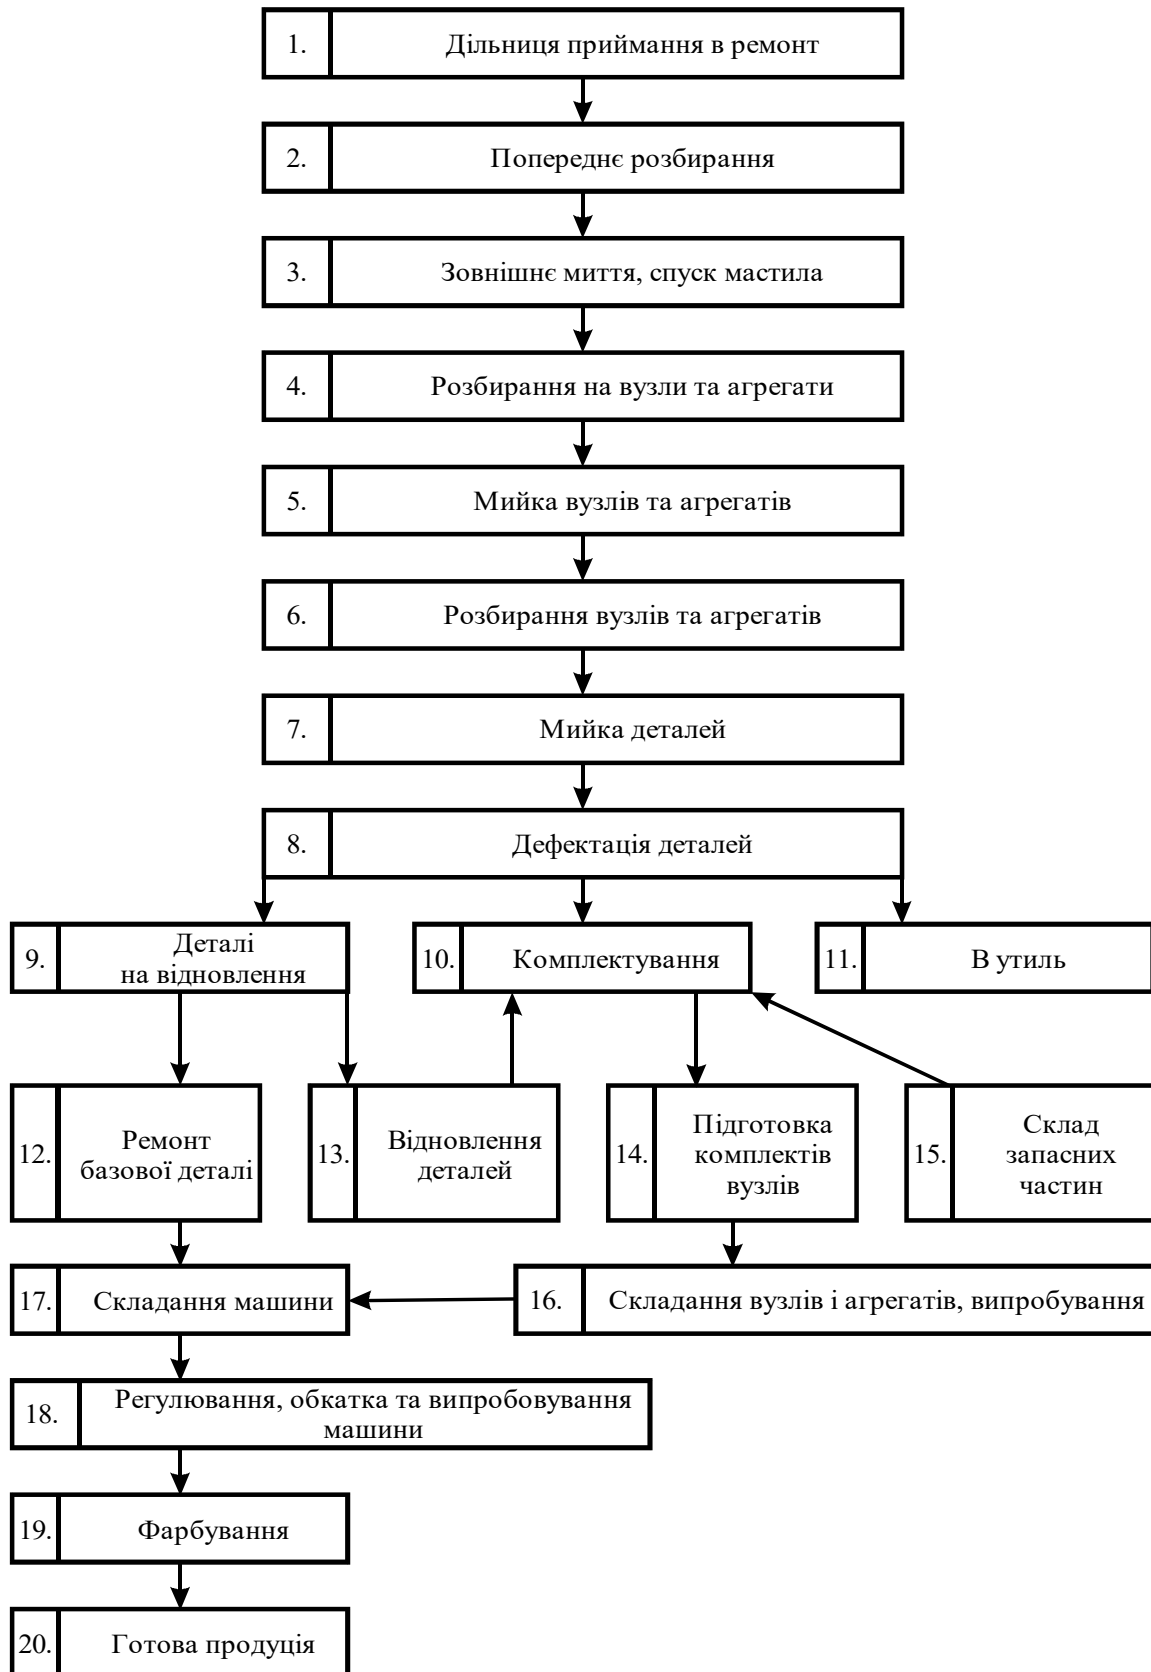 1. Дільниця приймання в ремонт
2. Попереднє розбирання
3. Зовнішнє миття, спуск мастила
4. Розбирання на вузли та агрегати
5. Мийка вузлів та агрегатів
6. Розбирання вузлів та агрегатів
7. Мийка деталей
8. Дефектація деталей
9. Деталі
на відновлення
10. Комплектування
11. В утиль
12. Ремонт
базової деталі
13. Відновлення
деталей
14. Підготовка
комплектів
вузлів
15. Склад
запасних
частин
17. Складання машини
16. Складання вузлів і агрегатів, випробування
18. Регулювання, обкатка та випробовування
машини
19. Фарбування
20. Готова продуція